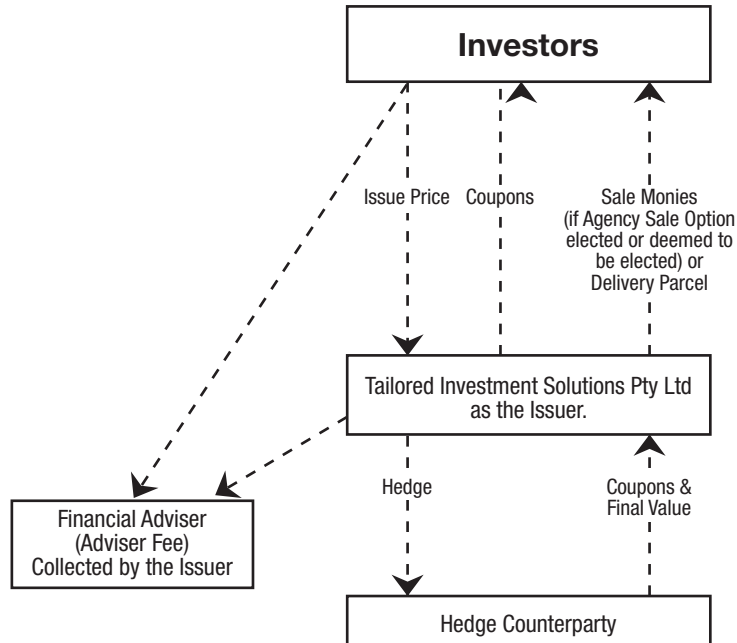 Investors
Issue Price
Coupons
Sale Monies
(if Agency Sale Option
elected or deemed to
be elected) or
Delivery Parcel
Tailored Investment Solutions Pty Ltd
as the Issuer.
Hedge
Coupons &
Final Value
Financial Adviser
(Adviser Fee)
Collected by the Issuer
Hedge Counterparty